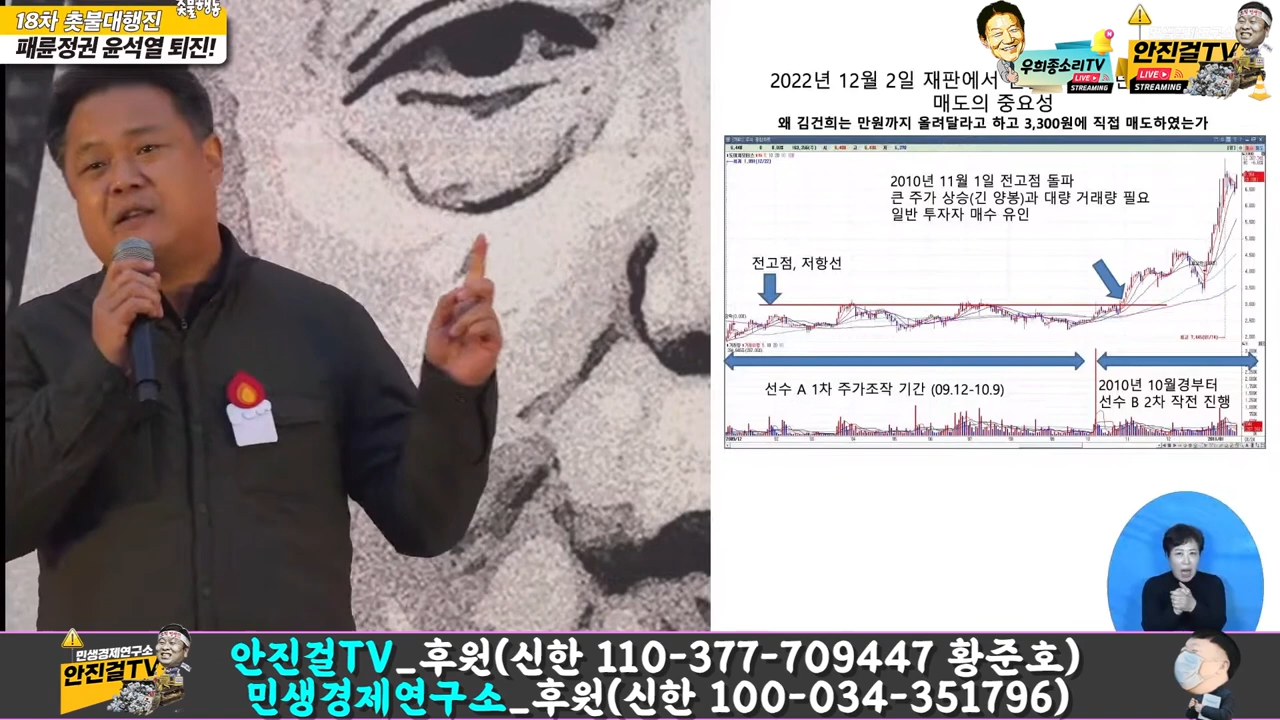 18차 촛불대행진
패륜정권 윤석열 퇴진!
촛불행동
우희종소리TV
LIVE
STREAMING
안진걸TV
LIVE
STREAMING
2022년 12월 2일 재판에서
매도의 중요성
왜 김건희는 만원까지 올려달라고 하고 3,300원에 직접 매도하였는가
2010년 11월 1일 전고점 돌파
큰 주가 상승(긴 양봉)과 대량 거래량 필요
일반 투자자 매수 유인
전고점, 저항선
선수 A 1차 주가조작 기간 (09.12-10.9)
2010년 10월경부터
선수 B 2차 작전 진행
민생경제연구소
안진걸TV
안진걸TV_후원(신한 110-377-709447 황준호)
민생경제연구소_후원(신한 100-034-351796)